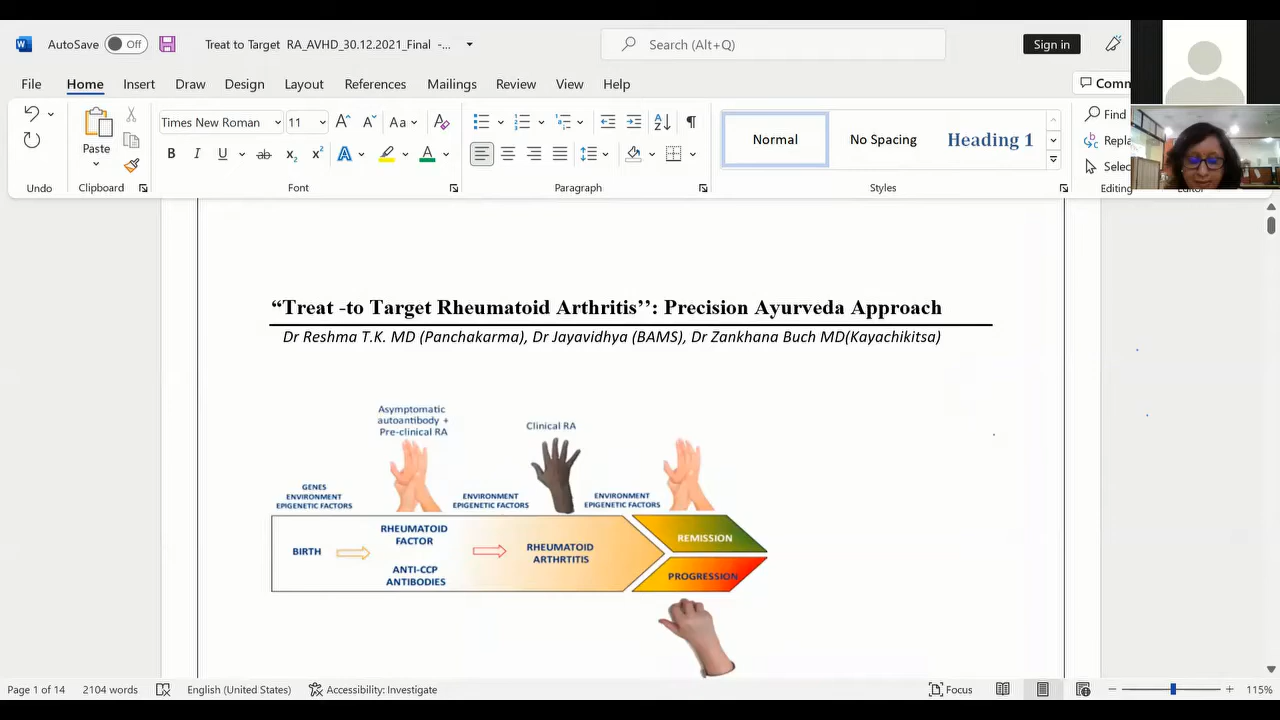 AutoSave Off Treat to Target RA_AVHD_30.12.2021_Final -... Search (Alt+Q) Sign in
File Home Insert Draw Design Layout References Mailings Review View Help Comm
Paste Times New Roman 11 Aa Normal No Spacing Heading 1 Find
Repla
Selec
Undo Clipboard Font Paragraph Styles Editing
“Treat -to Target Rheumatoid Arthritis’’: Precision Ayurveda Approach
Dr Reshma T.K. MD (Panchakarma), Dr Jayavidhya (BAMS), Dr Zankhana Buch MD(Kayachikitsa)
Asymptomatic
autoantibody +
Pre-clinical RA
Clinical RA
GENES
ENVIRONMENT
EPIGENETIC FACTORS
ENVIRONMENT
EPIGENETIC FACTORS
ENVIRONMENT
EPIGENETIC FACTORS
BIRTH
RHEUMATOID
FACTOR
ANTI-CCP
ANTIBODIES
RHEUMATOID
ARTHRTITIS
REMISSION
PROGRESSION
Page 1 of 14 2104 words English (United States) Accessibility: Investigate Focus 115%